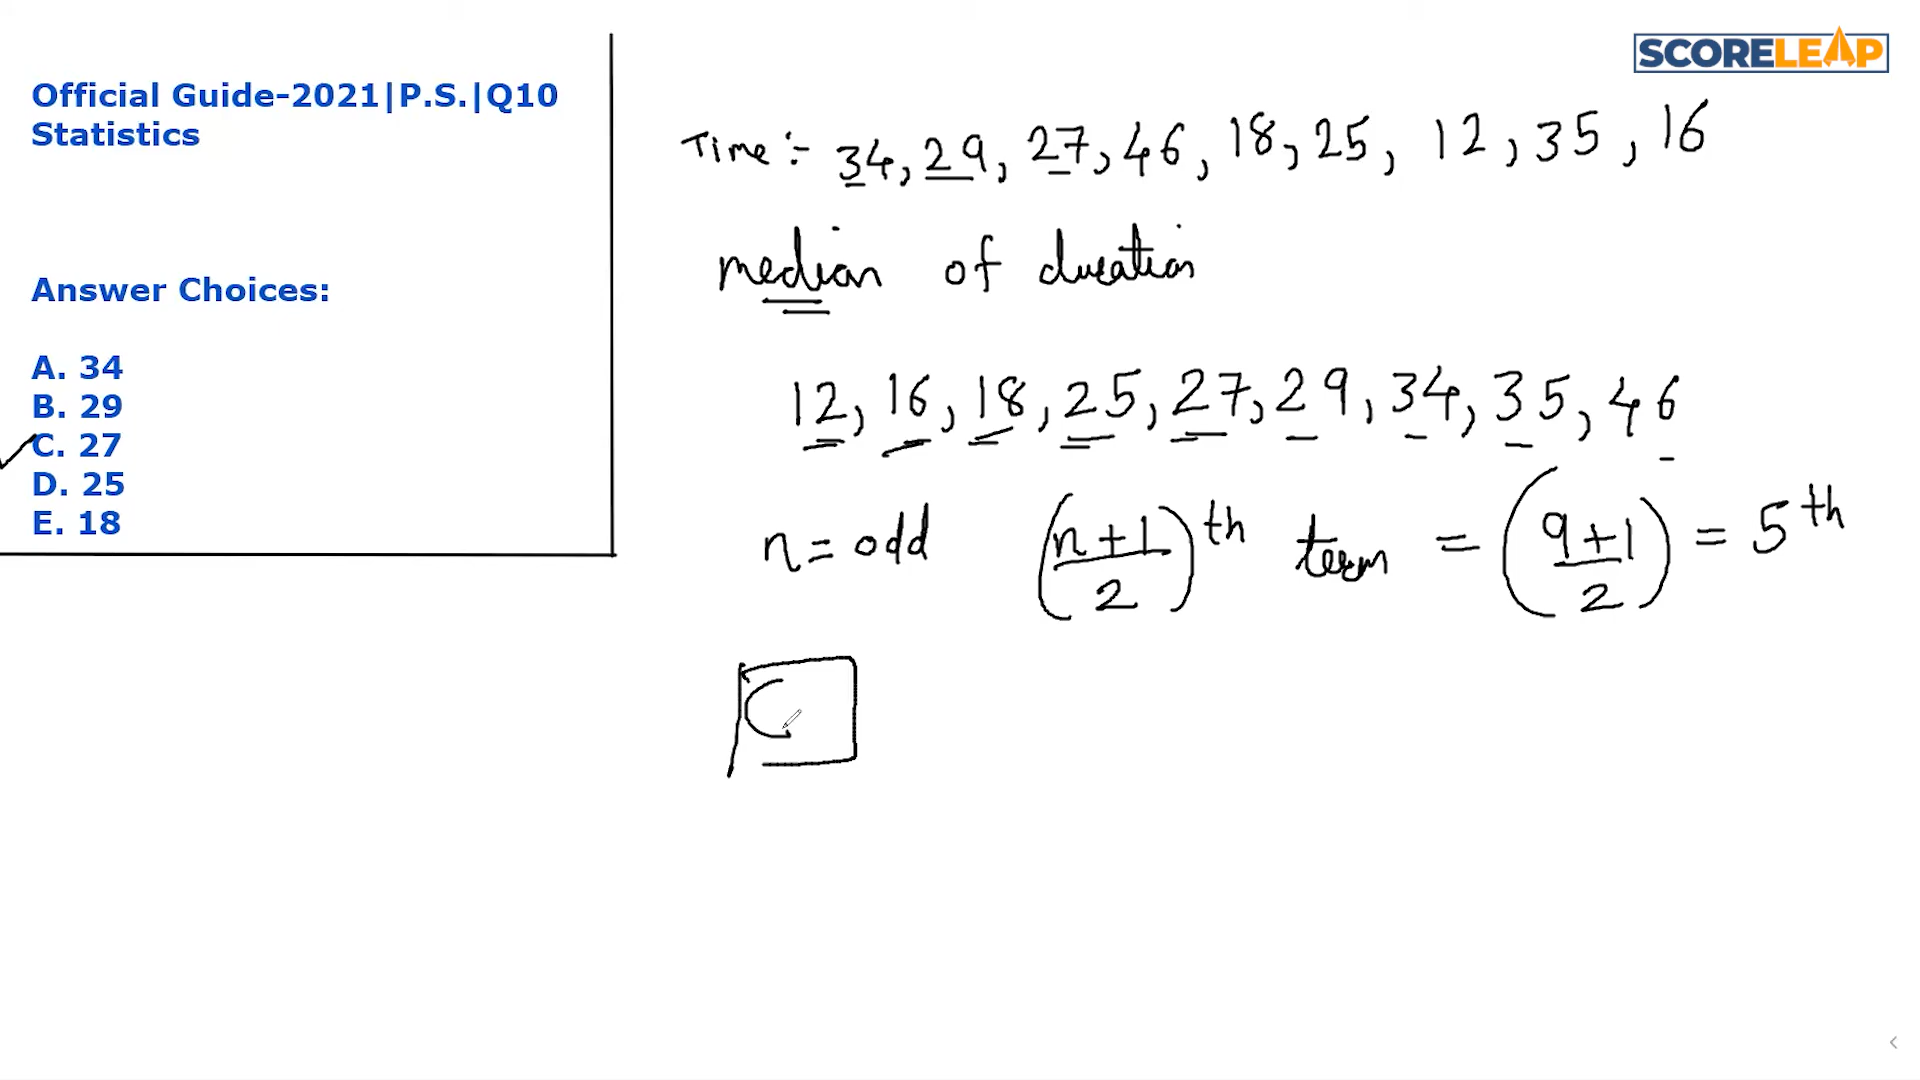 SCORELEAP
Official Guide-2021|P.S.|Q10
Statistics
Answer Choices:
A. 34
B. 29
C. 27
D. 25
E. 18
Time :- 34, 29, 27, 46, 18, 25, 12, 35, 16
median of duration
12, 16, 18, 25, 27, 29, 34, 35, 46
n = odd (n+1/2)th term = (9+1/2) = 5th
C